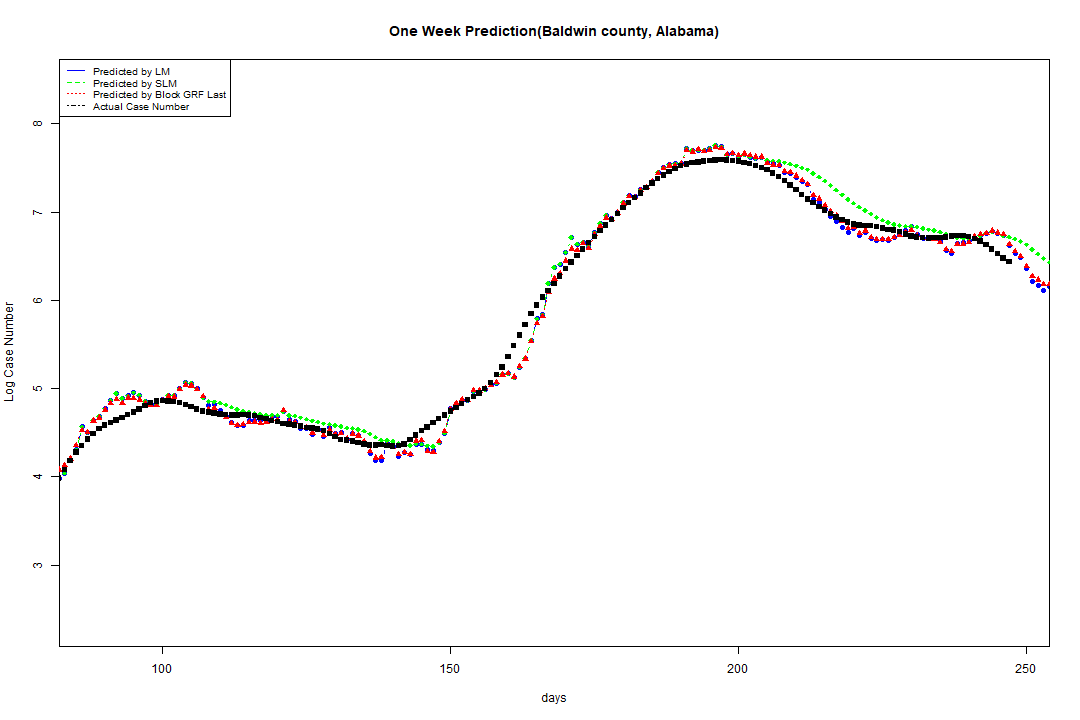 One Week Prediction(Baldwin county, Alabama)
Predicted by LM
Predicted by SLM
Predicted by Block GRF Last
Actual Case Number
8
7
6
5
4
3
Log Case Number
100 150 200 250
days